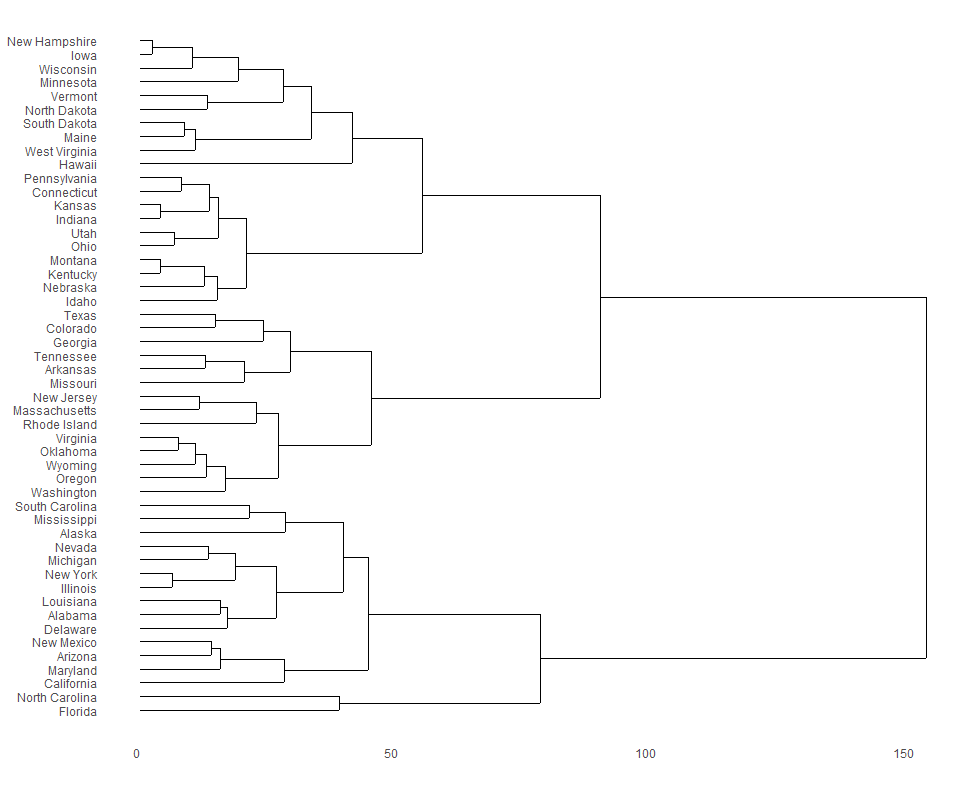 New Hampshire
Iowa
Wisconsin
Minnesota
Vermont
North Dakota
South Dakota
Maine
West Virginia
Hawaii
Pennsylvania
Connecticut
Kansas
Indiana
Utah
Ohio
Montana
Kentucky
Nebraska
Idaho
Texas
Colorado
Georgia
Tennessee
Arkansas
Missouri
New Jersey
Massachusetts
Rhode Island
Virginia
Oklahoma
Wyoming
Oregon
Washington
South Carolina
Mississippi
Alaska
Nevada
Michigan
New York
Illinois
Louisiana
Alabama
Delaware
New Mexico
Arizona
Maryland
California
North Carolina
Florida
0 50 100 150